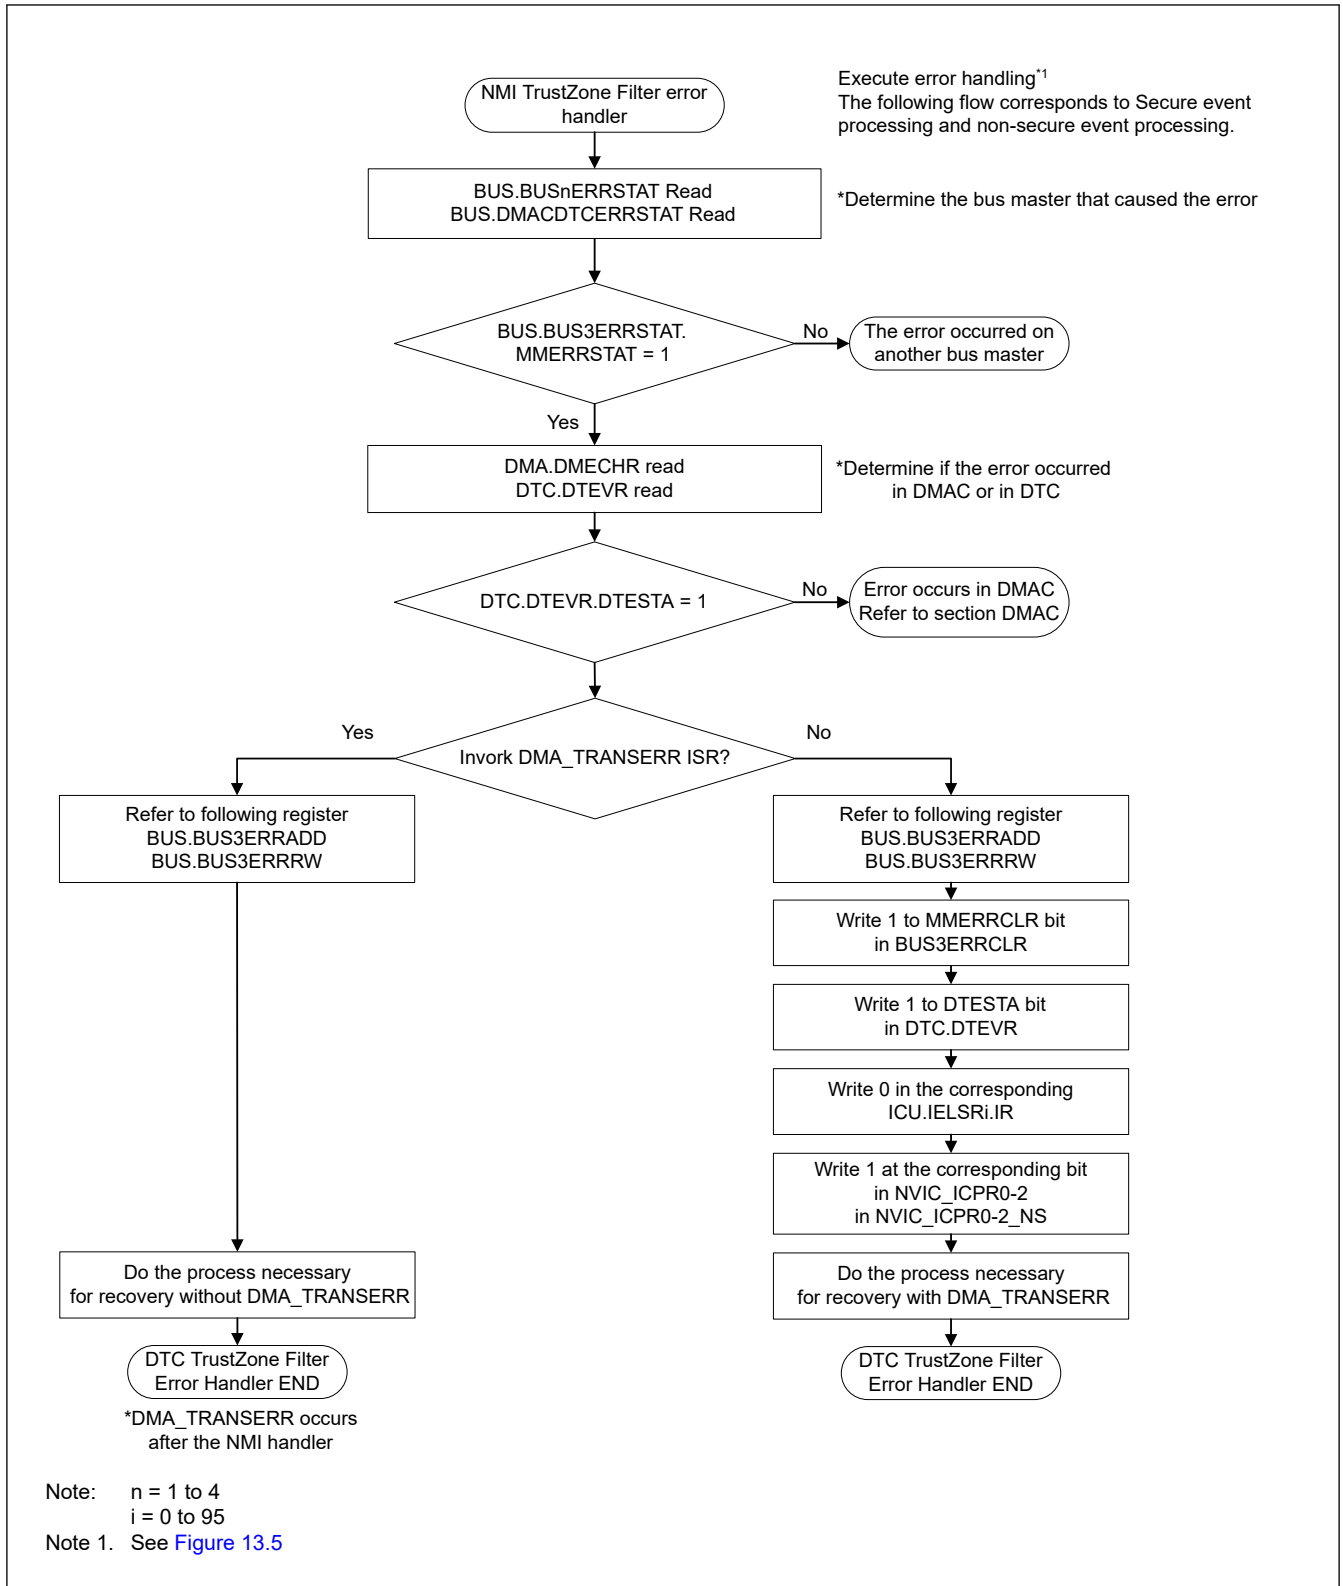 NMI TrustZone Filter error
handler
Execute error handling*1
The following flow corresponds to Secure event
processing and non-secure event processing.
BUS.BUSnERRSTAT Read
BUS.DMACDTCERRSTAT Read
*Determine the bus master that caused the error
BUS.BUS3ERRSTAT.
MMERRSTAT = 1
No
The error occurred on
another bus master
Yes
DMA.DMECHR read
DTC.DTEVR read
*Determine if the error occurred
in DMAC or in DTC
DTC.DTEVR.DTESTA = 1
No
Error occurs in DMAC
Refer to section DMAC
Yes
Invork DMA_TRANSERR ISR?
No
Refer to following register
BUS.BUS3ERRADD
BUS.BUS3ERRRW
Do the process necessary
for recovery without DMA_TRANSERR
DTC TrustZone Filter
Error Handler END
*DMA_TRANSERR occurs
after the NMI handler
Refer to following register
BUS.BUS3ERRADD
BUS.BUS3ERRRW
Write 1 to MMERRCLR bit
in BUS3ERRCLR
Write 1 to DTESTA bit
in DTC.DTEVR
Write 0 in the corresponding
ICU.IELSRi.IR
Write 1 at the corresponding bit
in NVIC_ICPR0-2
in NVIC_ICPR0-2_NS
Do the process necessary
for recovery with DMA_TRANSERR
DTC TrustZone Filter
Error Handler END
Note: n = 1 to 4
i = 0 to 95
Note 1. See Figure 13.5